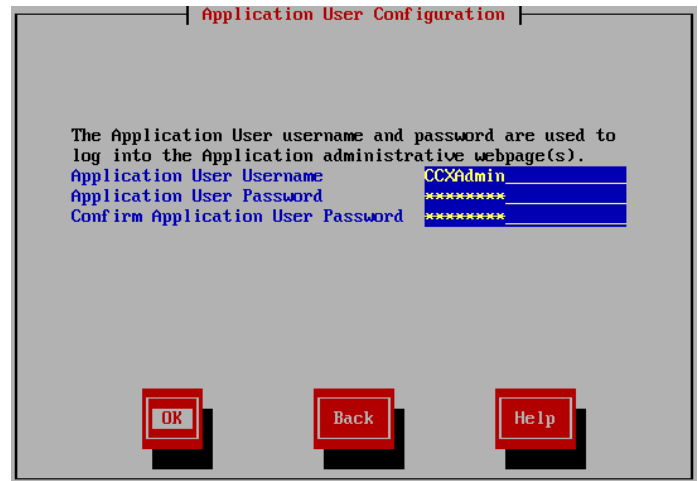 Application User Configuration
The Application User username and password are used to
log into the Application administrative webpage(s).
Application User Username CCXAdmin
Application User Password ********
Confirm Application User Password ********
OK Back Help